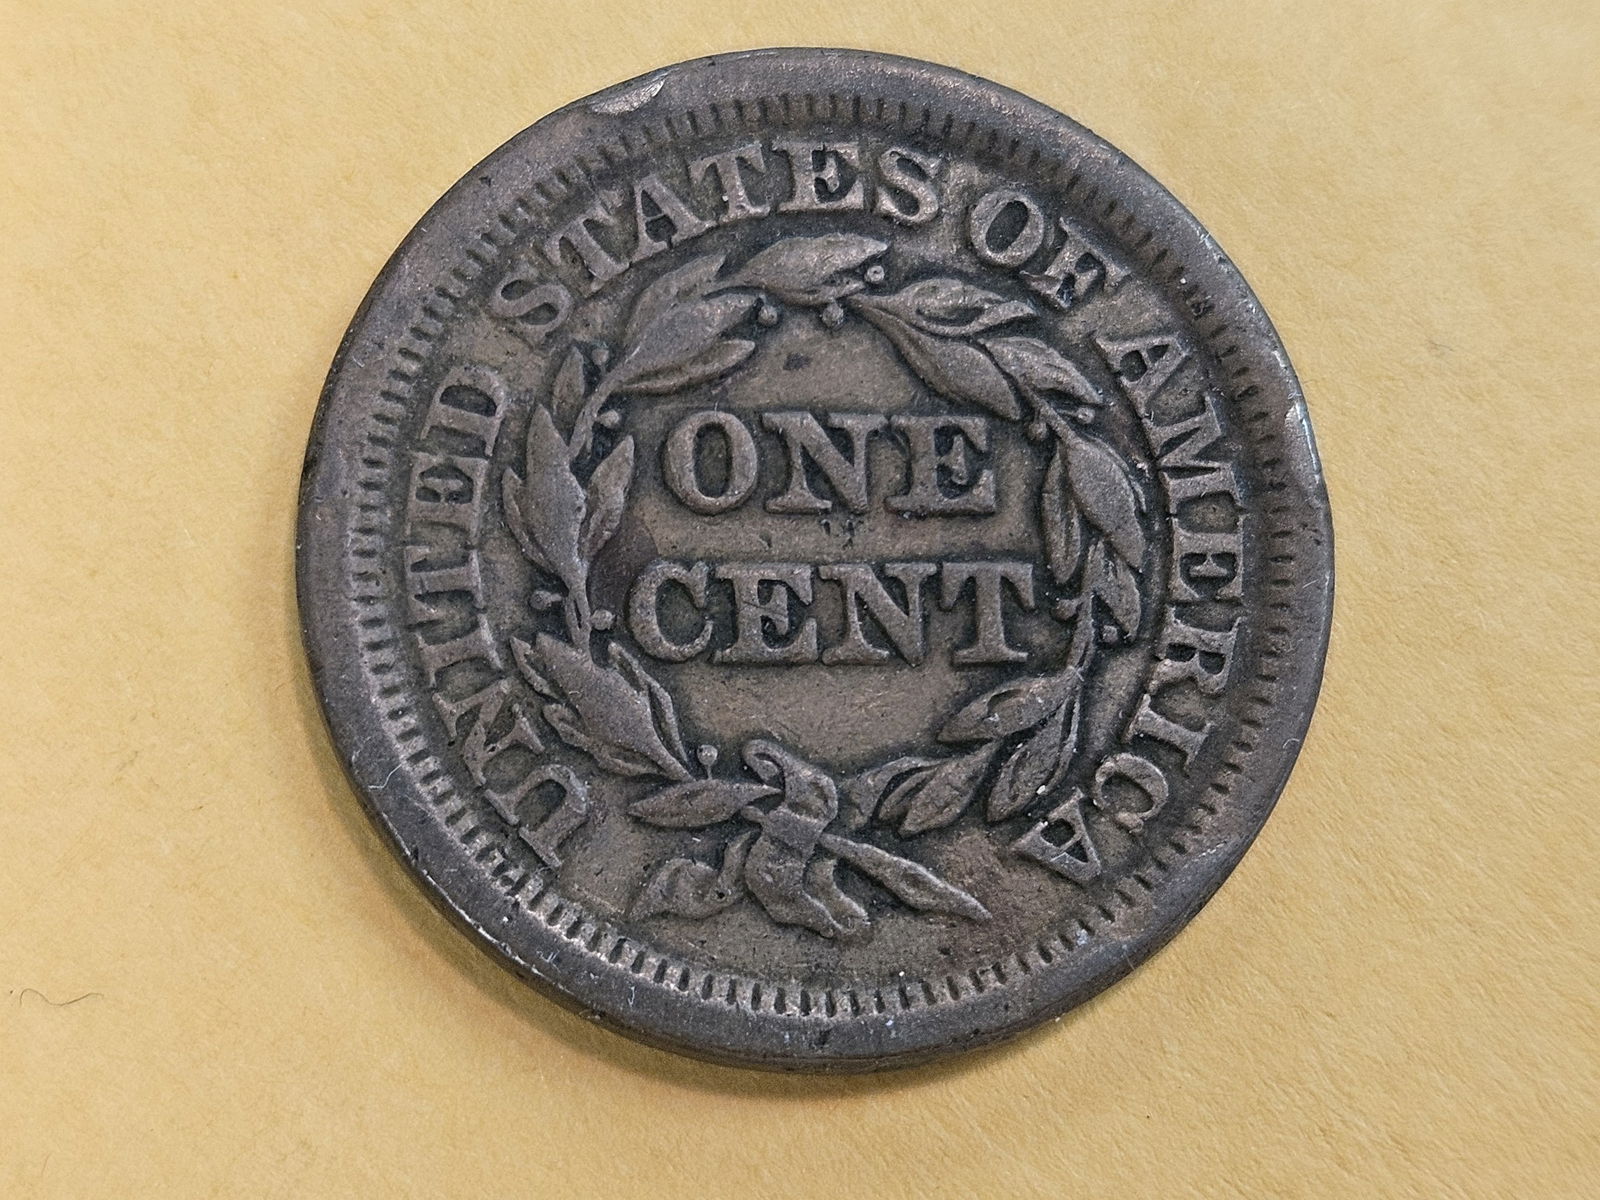 UNITED STATES OF AMERICA
ONE
CENT